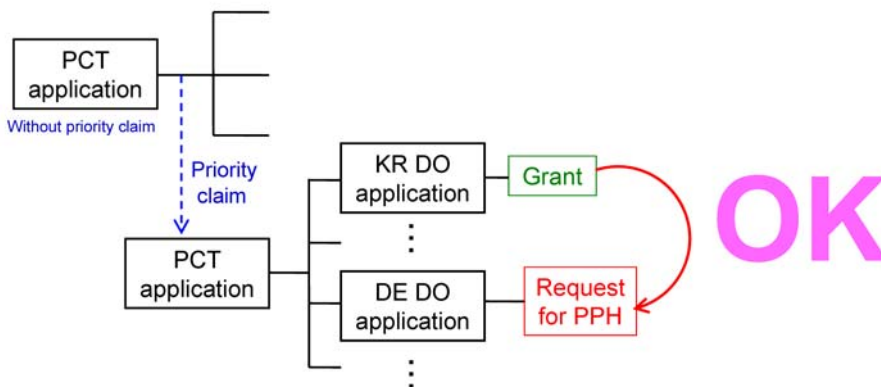 PCT
application
Without priority claim
Priority
claim
KR DO
application
Grant
OK
PCT
application
DE DO
application
Request
for PPH